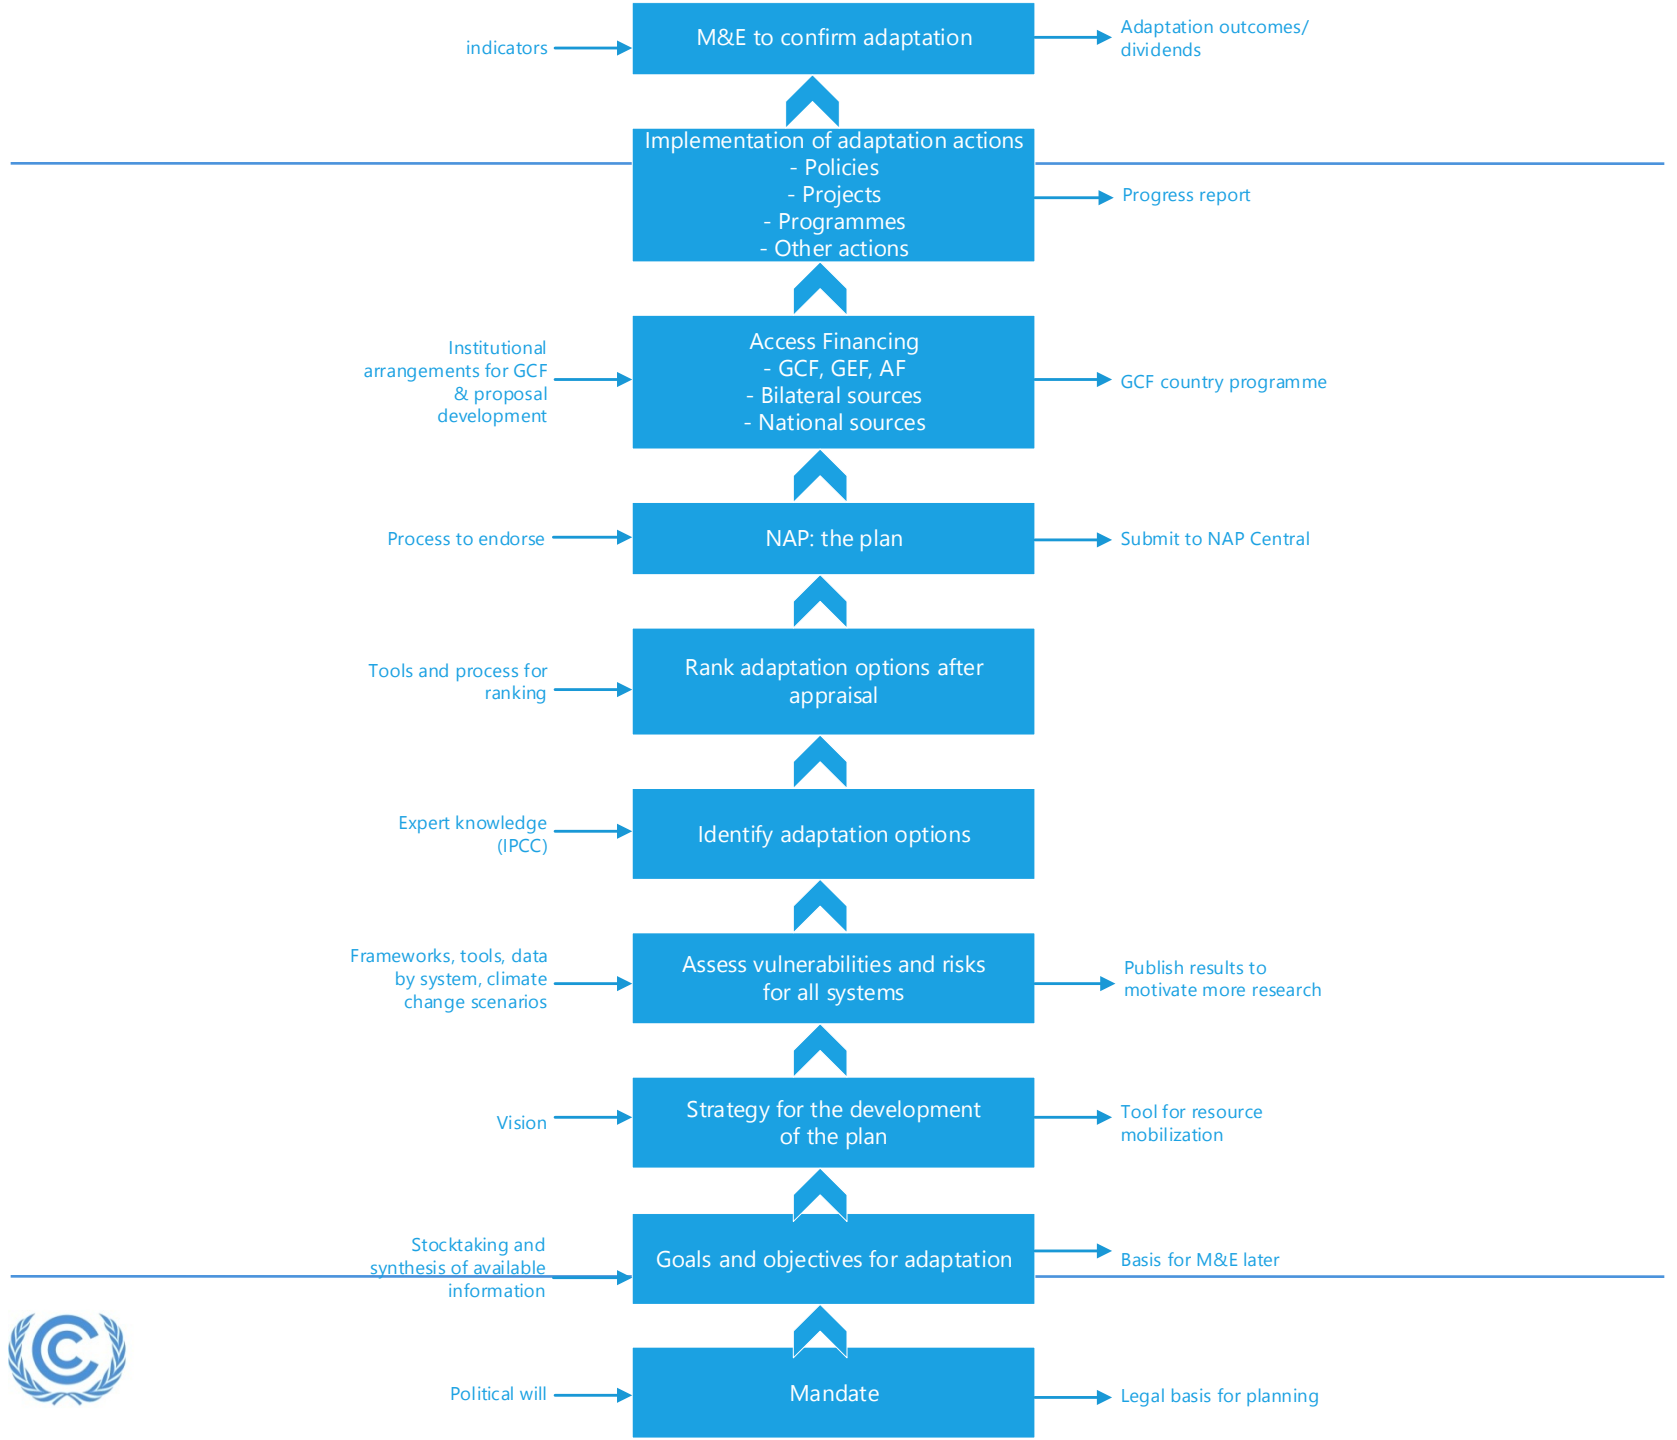 M&E to confirm adaptation
indicators
Adaptation outcomes/
dividends
Implementation of adaptation actions
- Policies
- Projects
- Programmes
- Other actions
Progress report
Institutional
arrangements for GCF
& proposal
development
Access Financing
- GCF, GEF, AF
- Bilateral sources
- National sources
GCF country programme
Process to endorse
NAP: the plan
Submit to NAP Central
Tools and process for
ranking
Rank adaptation options after
appraisal
Expert knowledge
(IPCC)
Identify adaptation options
Frameworks, tools, data
by system, climate
change scenarios
Assess vulnerabilities and risks
for all systems
Publish results to
motivate more research
Vision
Strategy for the development
of the plan
Tool for resource
mobilization
Stocktaking and
synthesis of available
information
Goals and objectives for adaptation
Basis for M&E later
Political will
Mandate
Legal basis for planning